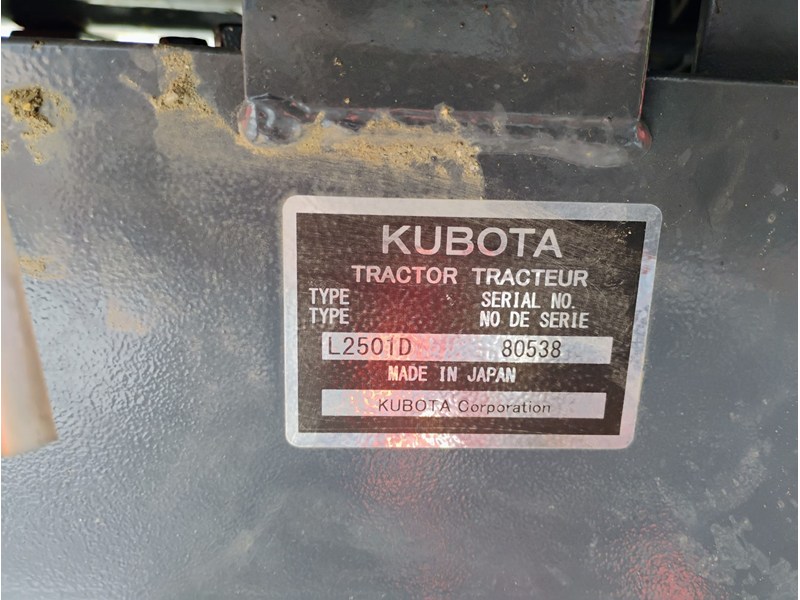 KUBOTA
TRACTOR TRACTEUR
TYPE SERIAL NO.
TYPE NO DE SERIE
L2501D 80538
MADE IN JAPAN
KUBOTA Corporation